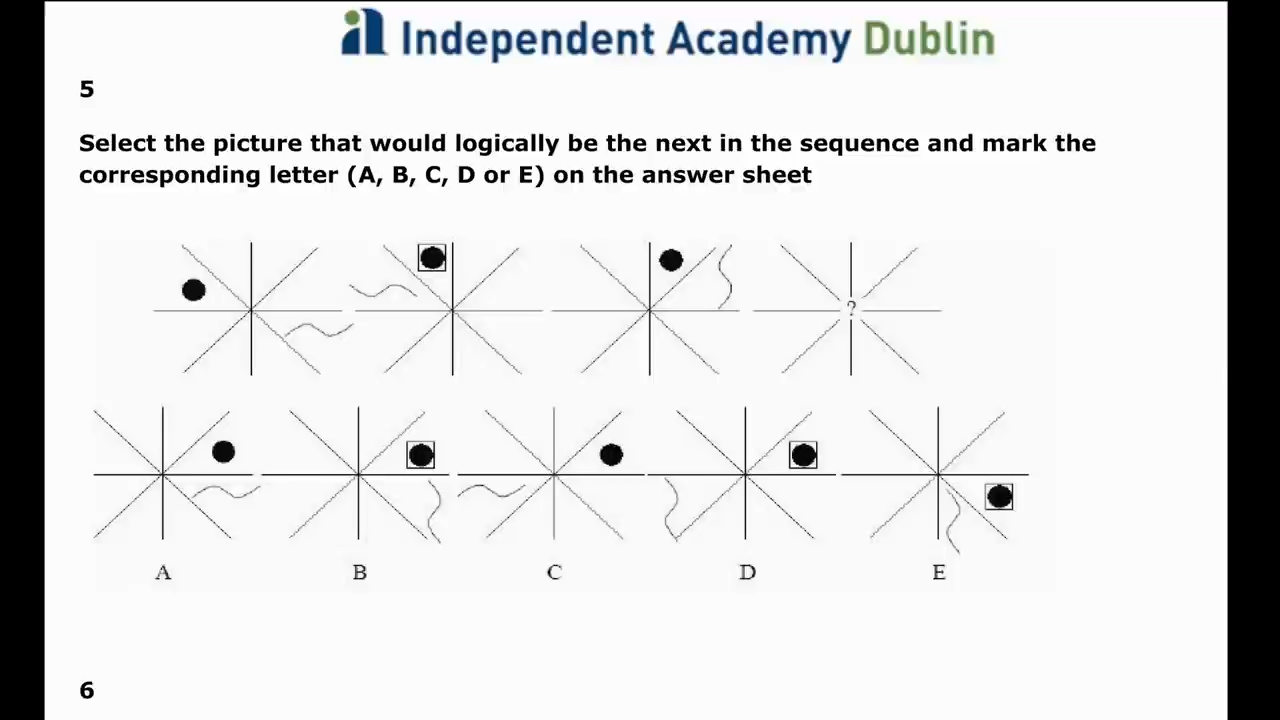 Independent Academy Dublin
5
Select the picture that would logically be the next in the sequence and mark the
corresponding letter (A, B, C, D or E) on the answer sheet
?
A B C D E
6